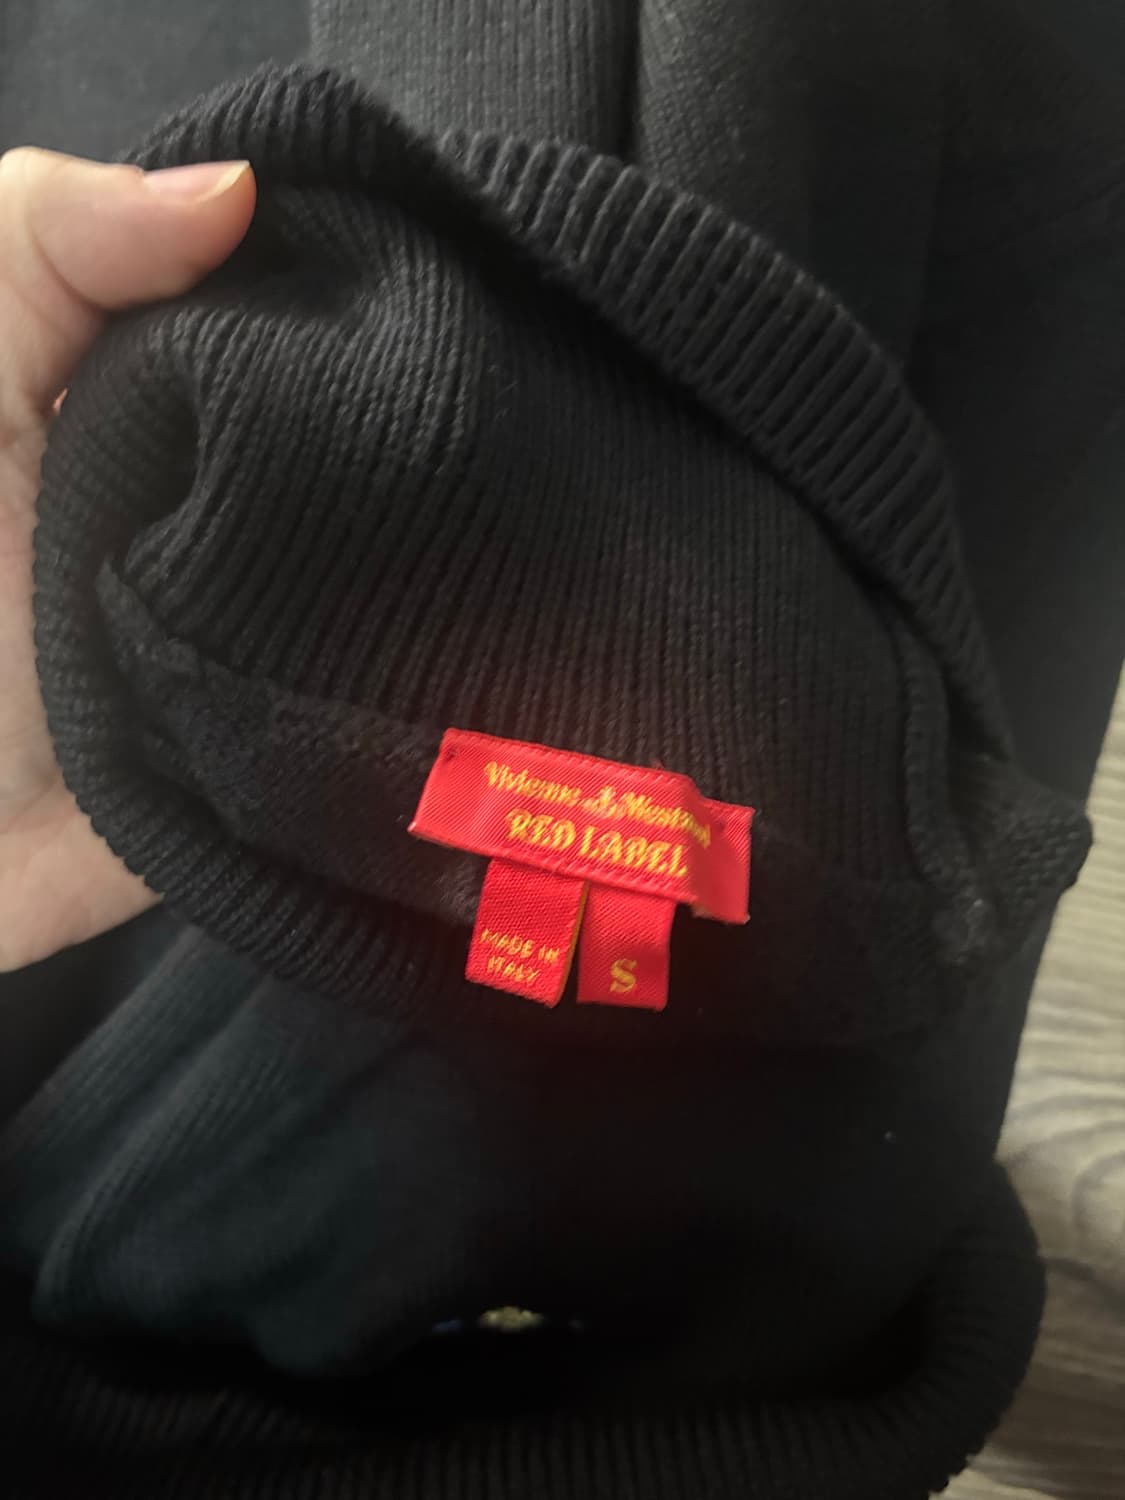 Vivienne Westwood
RED LABEL
MADE IN
ITALY
S